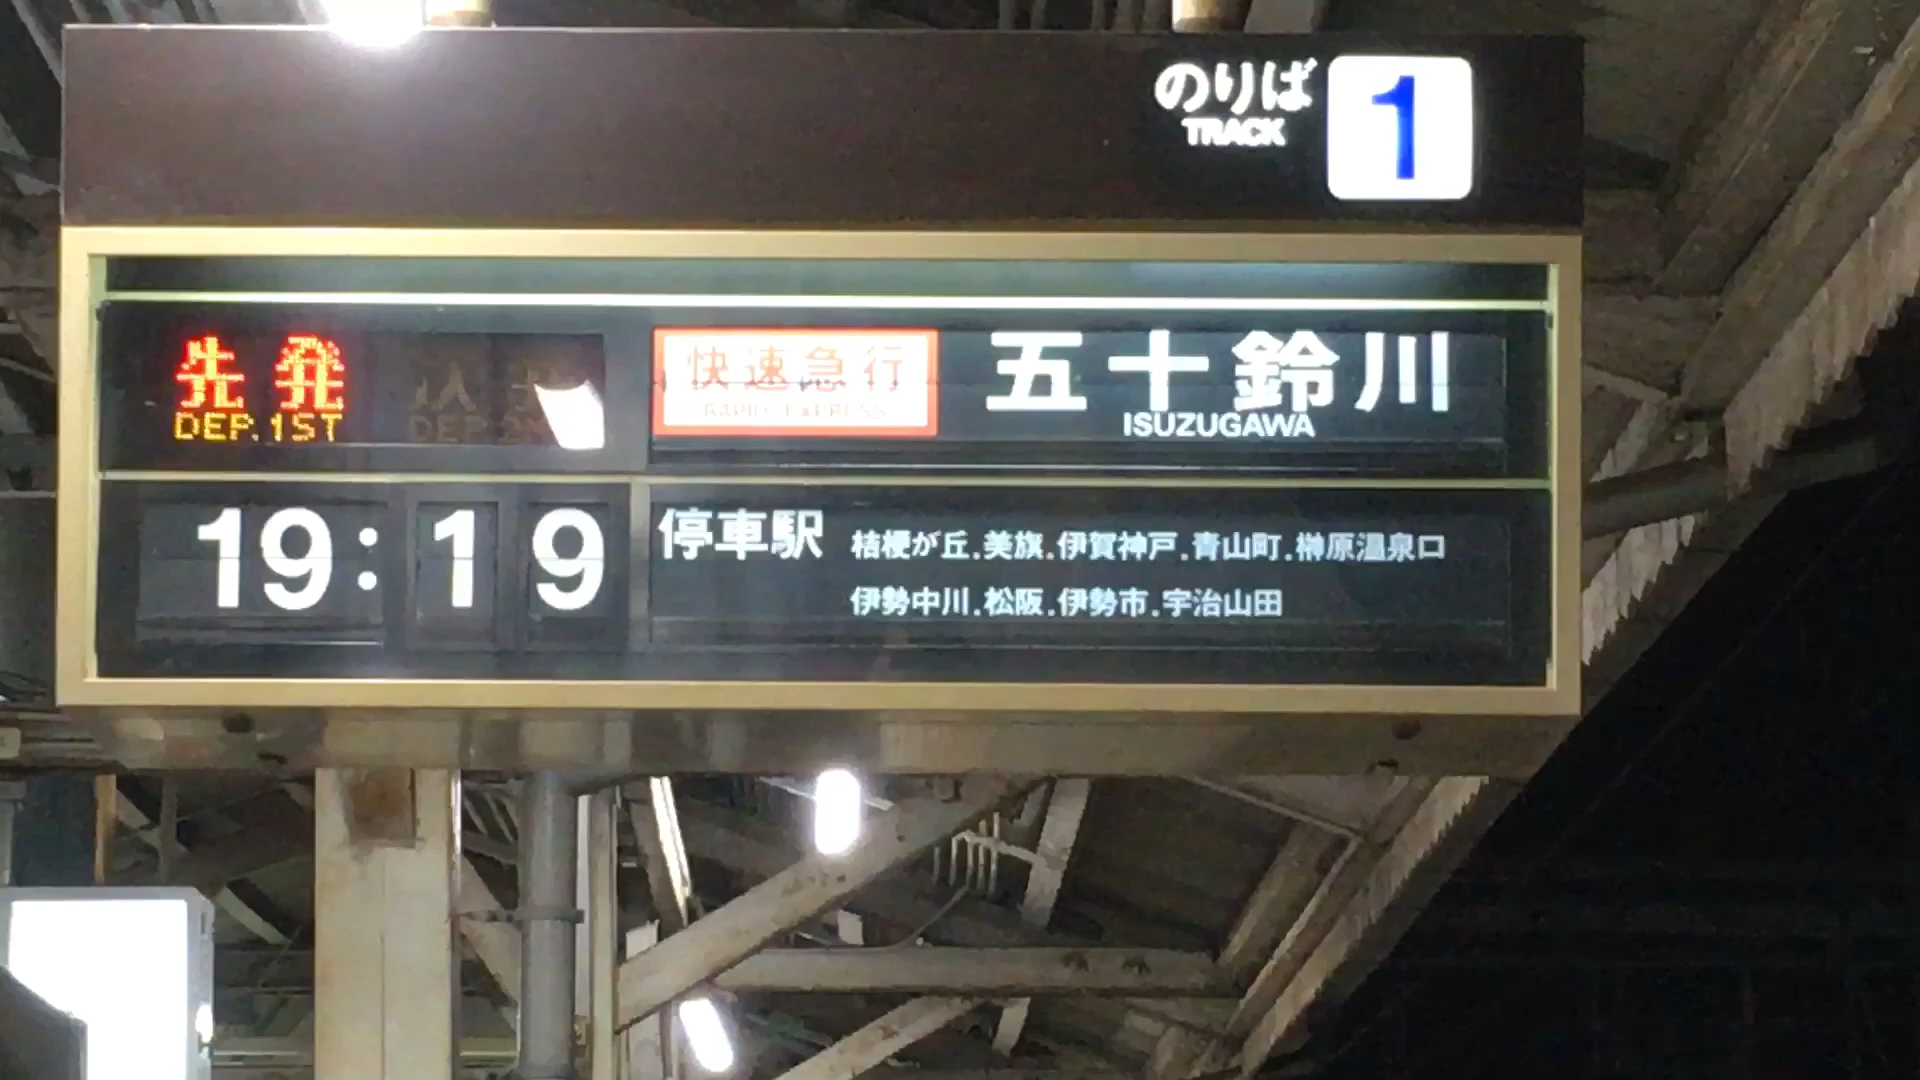 のりば 1
TRACK
先発
DEP. 1ST
快速急行
RAPID EXPRESS
五十鈴川
ISUZUGAWA
19:19
停車駅 桔梗が丘.美旗.伊賀神戸.青山町.榊原温泉口
伊勢中川.松阪.伊勢市.宇治山田